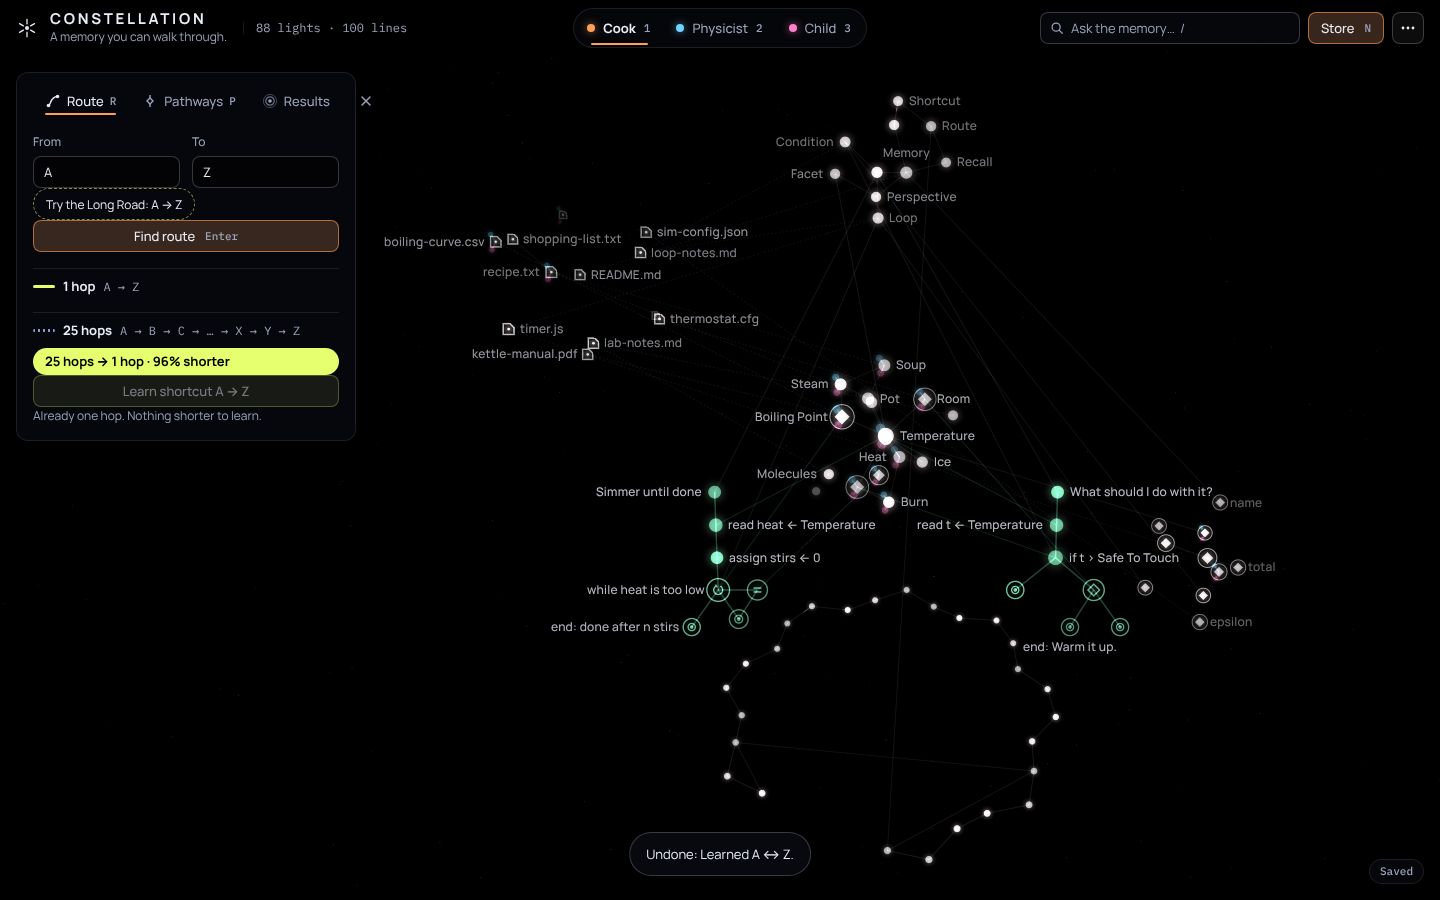 CONSTELLATION
A memory you can walk through.
88 lights · 100 lines
Cook 1
Physicist 2
Child 3
Ask the memory… /
Store N
Route R
Pathways P
Results
From
To
A
Z
Try the Long Road: A → Z
Find route Enter
1 hop A → Z
25 hops A → B → C → … → X → Y → Z
25 hops → 1 hop · 96% shorter
Learn shortcut A → Z
Already one hop. Nothing shorter to learn.
Shortcut
Route
Condition
Memory
Recall
Facet
Perspective
Loop
boiling-curve.csv
shopping-list.txt
sim-config.json
loop-notes.md
recipe.txt
README.md
thermostat.cfg
timer.js
lab-notes.md
kettle-manual.pdf
Soup
Steam
Pot
Room
Boiling Point
Temperature
Heat
Ice
Molecules
Burn
Simmer until done
What should I do with it?
name
read heat ← Temperature
read t ← Temperature
assign stirs ← 0
if t > Safe To Touch
total
while heat is too low
end: done after n stirs
epsilon
end: Warm it up.
Undone: Learned A ↔ Z.
Saved